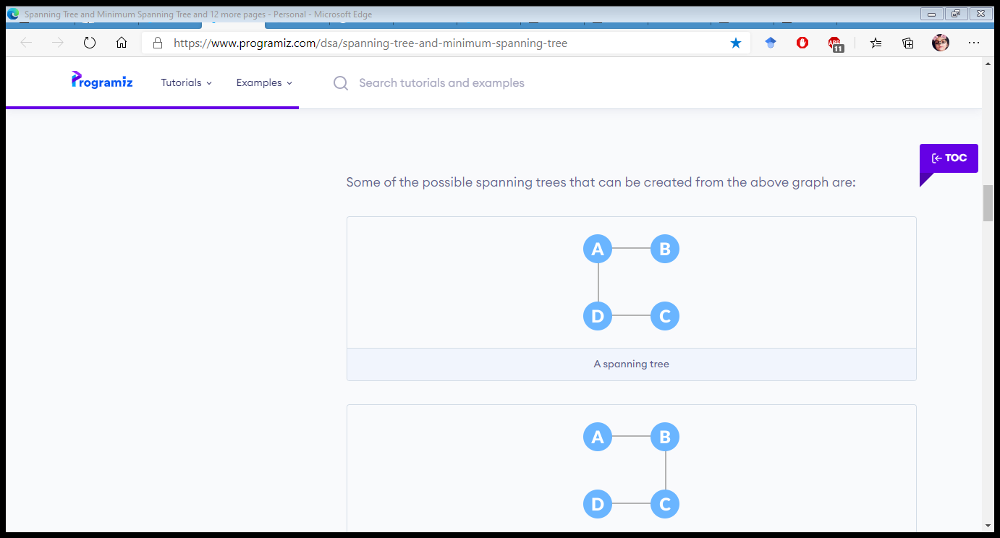 Spanning Tree and Minimum Spanning Tree and 12 more pages - Personal - Microsoft Edge
https://www.programiz.com/dsa/spanning-tree-and-minimum-spanning-tree
ABP
11
Programiz
Tutorials
Examples
Search tutorials and examples
TOC
Some of the possible spanning trees that can be created from the above graph are:
A B
D C
A spanning tree
A B
D C